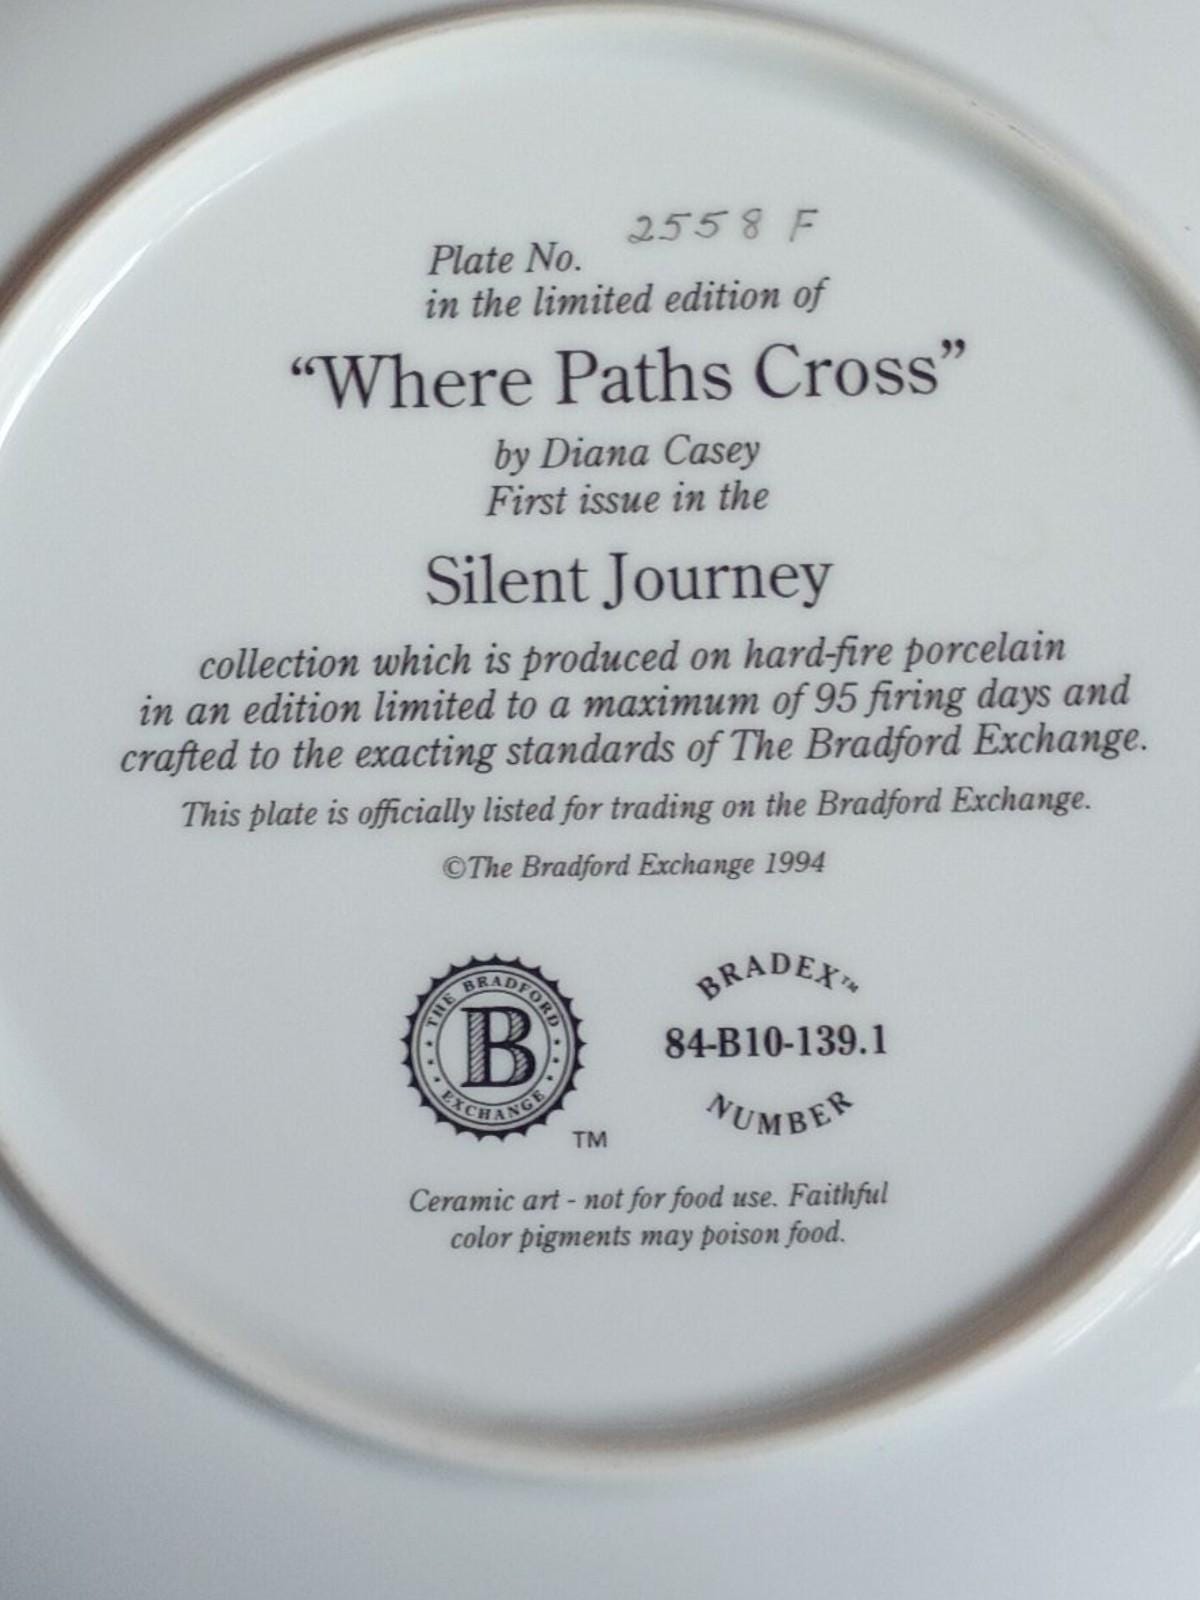 Plate No. 2558 F
in the limited edition of
“Where Paths Cross”
by Diana Casey
First issue in the
Silent Journey
collection which is produced on hard-fire porcelain
in an edition limited to a maximum of 95 firing days and
crafted to the exacting standards of The Bradford Exchange.
This plate is officially listed for trading on the Bradford Exchange.
©The Bradford Exchange 1994
THE BRADFORD
B
EXCHANGE
TM
BRADEX™
84-B10-139.1
NUMBER
Ceramic art - not for food use. Faithful
color pigments may poison food.